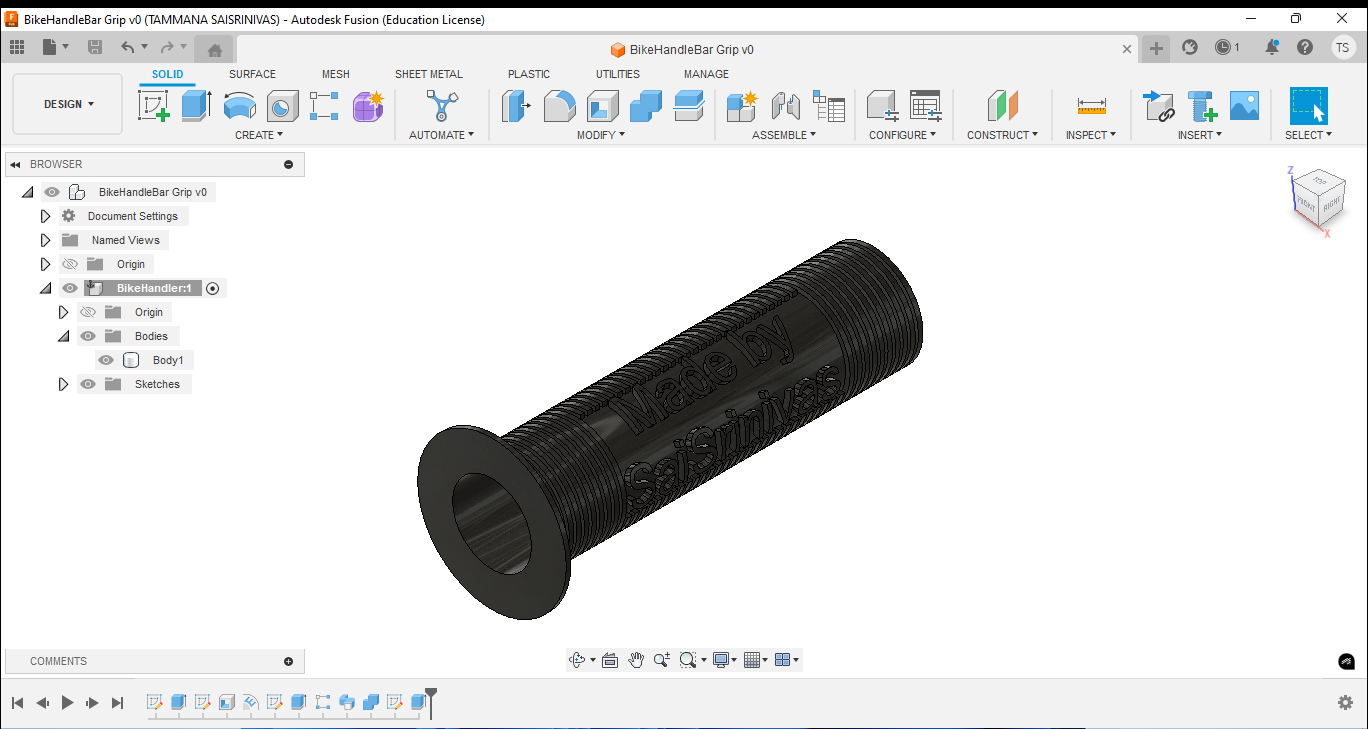 BikeHandleBar Grip v0 (TAMMANA SAISRINIVAS) - Autodesk Fusion (Education License)
BikeHandleBar Grip v0
1
TS
DESIGN
SOLID SURFACE MESH SHEET METAL PLASTIC UTILITIES MANAGE
CREATE AUTOMATE MODIFY ASSEMBLE CONFIGURE CONSTRUCT INSPECT INSERT SELECT
BROWSER
BikeHandleBar Grip v0
Document Settings
Named Views
Origin
BikeHandler:1
Origin
Bodies
Body1
Sketches
Z
TOP
FRONT RIGHT
X
Made by
SaiSrinivas
COMMENTS